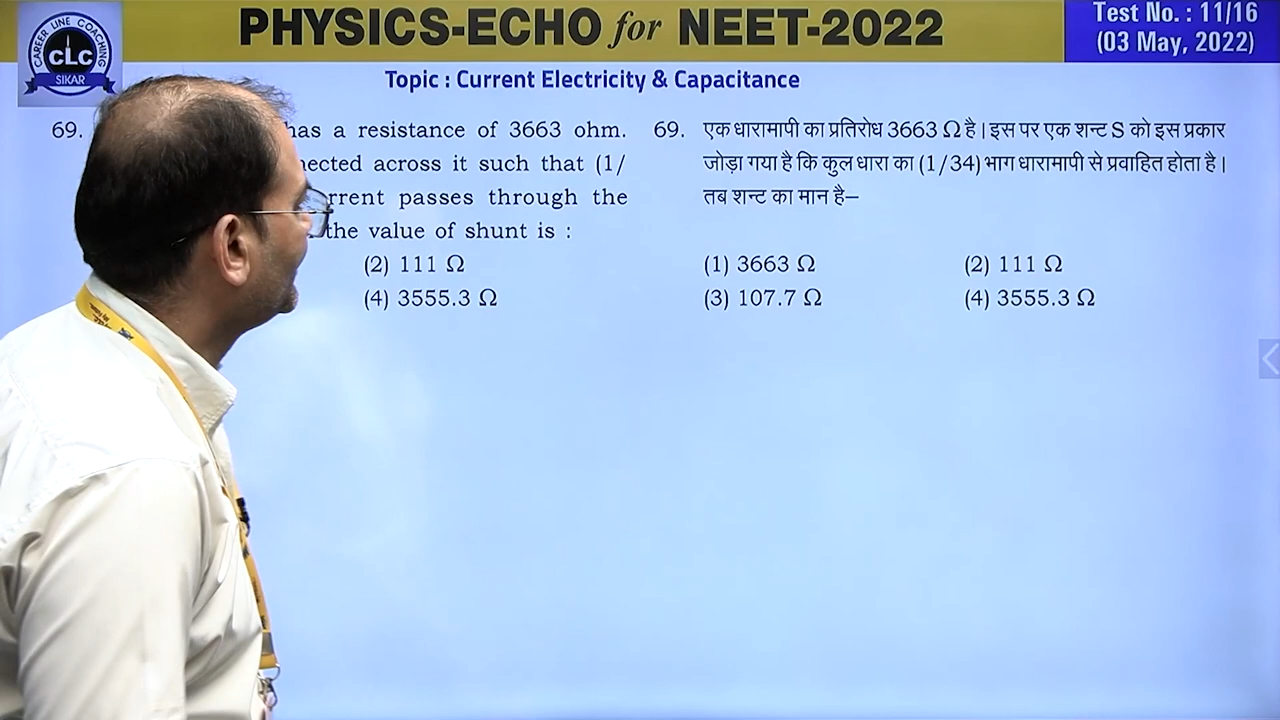 CAREER LINE COACHING
CLC
SIKAR
PHYSICS-ECHO for NEET-2022
Test No. : 11/16
(03 May, 2022)
Topic : Current Electricity & Capacitance
69.
has a resistance of 3663 ohm.
across it such that (1/
passes through the
the value of shunt is :
(2) 111 Ω
(4) 3555.3 Ω
69. एक धारामापी का प्रतिरोध 3663 Ω है। इस पर एक शन्ट S को इस प्रकार
जोड़ा गया है कि कुल धारा का (1/34) भाग धारामापी से प्रवाहित होता है।
तब शन्ट का मान है–
(1) 3663 Ω (2) 111 Ω
(3) 107.7 Ω (4) 3555.3 Ω